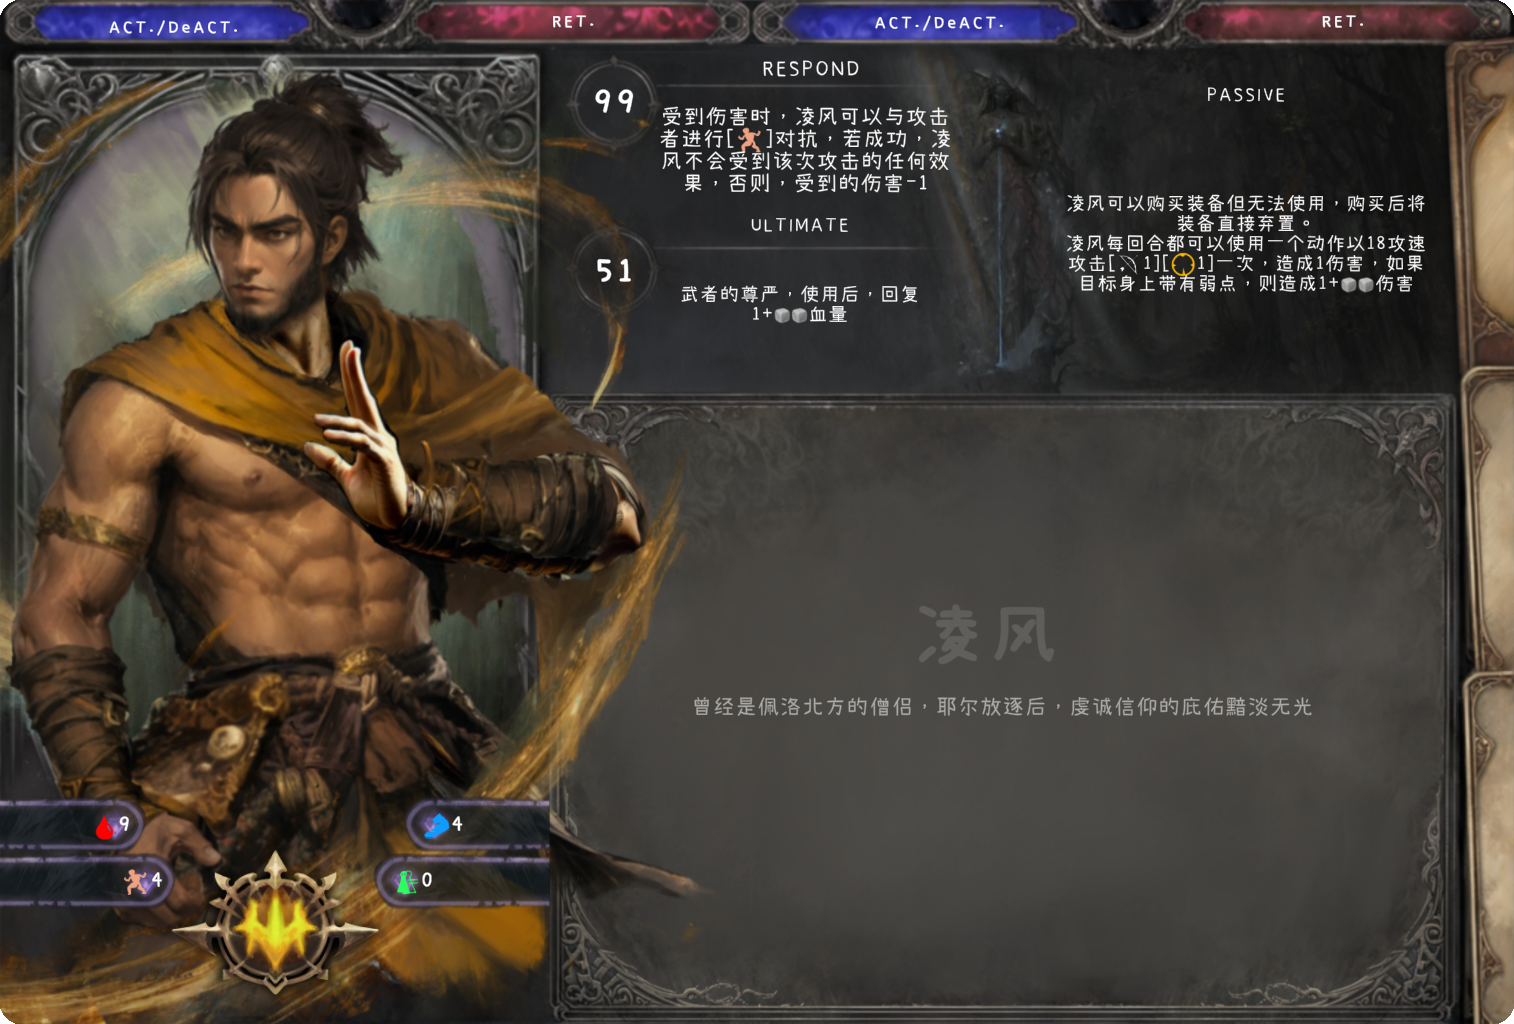 ACT./DeACT.
RET.
ACT./DeACT.
RET.
RESPOND
99
受到伤害时，凌风可以与攻击
者进行[ ]对抗，若成功，凌
风不会受到该次攻击的任何效
果，否则，受到的伤害-1
ULTIMATE
51
武者的尊严，使用后，回复
1+血量
PASSIVE
凌风可以购买装备但无法使用，购买后将
装备直接弃置。
凌风每回合都可以使用一个动作以18攻速
攻击[ 1][ 1]一次，造成1伤害，如果
目标身上带有弱点，则造成1+伤害
凌风
曾经是佩洛北方的僧侣，耶尔放逐后，虔诚信仰的庇佑黯淡无光
9
4
4
0